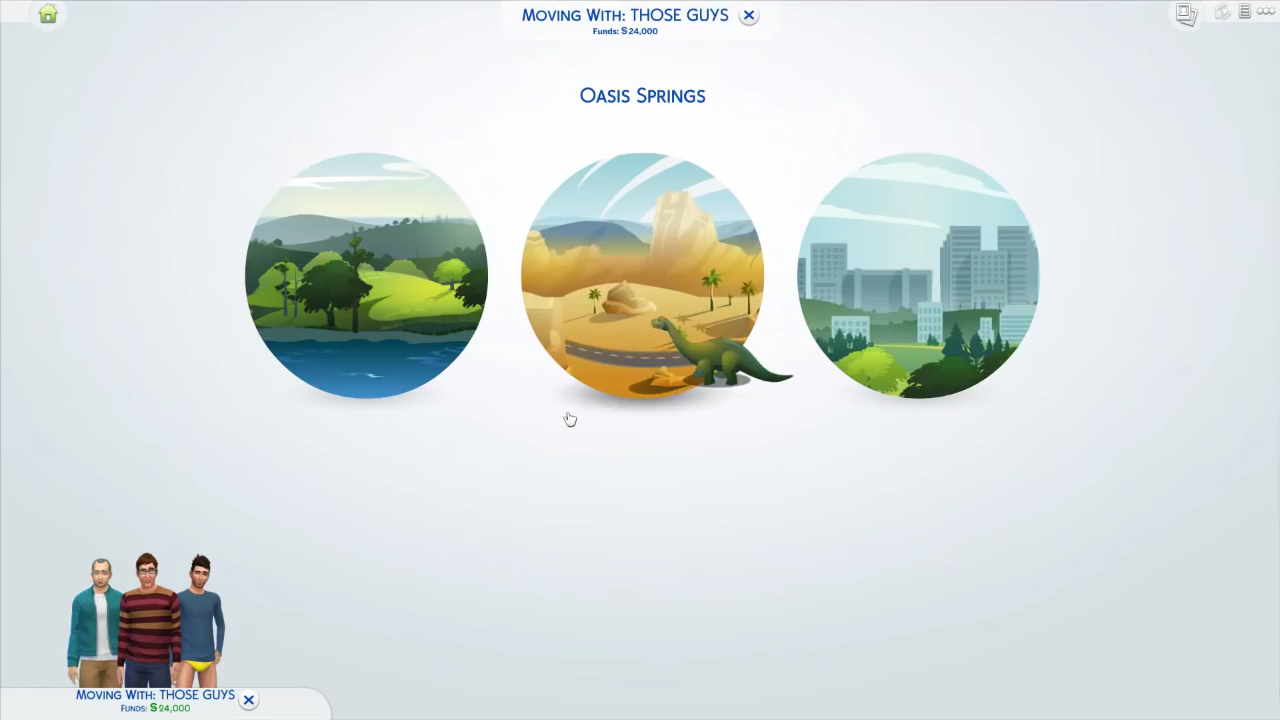 Moving With: THOSE GUYS
Funds: §24,000
Oasis Springs
Moving With: THOSE GUYS
Funds: §24,000